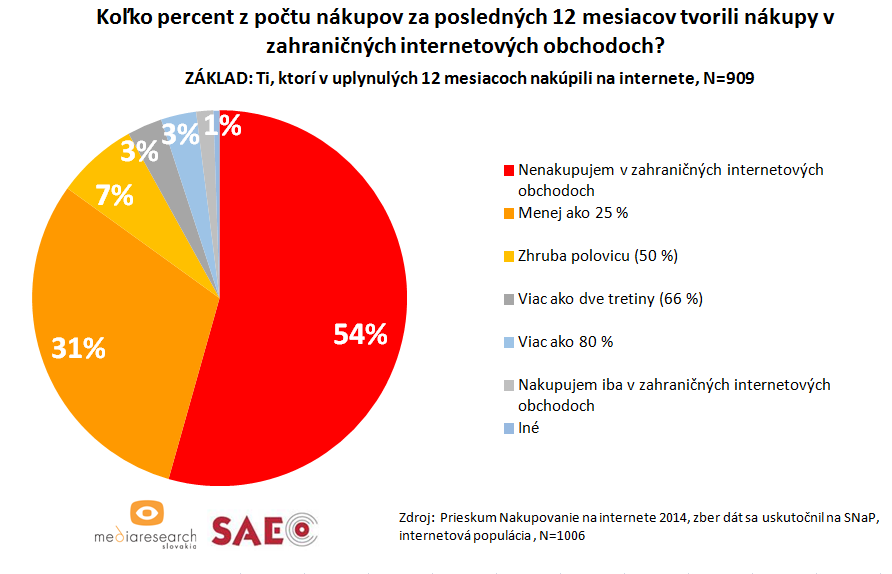 Koľko percent z počtu nákupov za posledných 12 mesiacov tvorili nákupy v
zahraničných internetových obchodoch?
ZÁKLAD: Tí, ktorí v uplynulých 12 mesiacoch nakúpili na internete, N=909
1%
3%
3%
7%
31%
54%
Nenakupujem v zahraničných internetových
obchodoch
Menej ako 25 %
Zhruba polovicu (50 %)
Viac ako dve tretiny (66 %)
Viac ako 80 %
Nakupujem iba v zahraničných internetových
obchodoch
Iné
mediaresearch
slovakia
SAEC
Zdroj: Prieskum Nakupovanie na internete 2014, zber dát sa uskutočnil na SNaP,
internetová populácia , N=1006